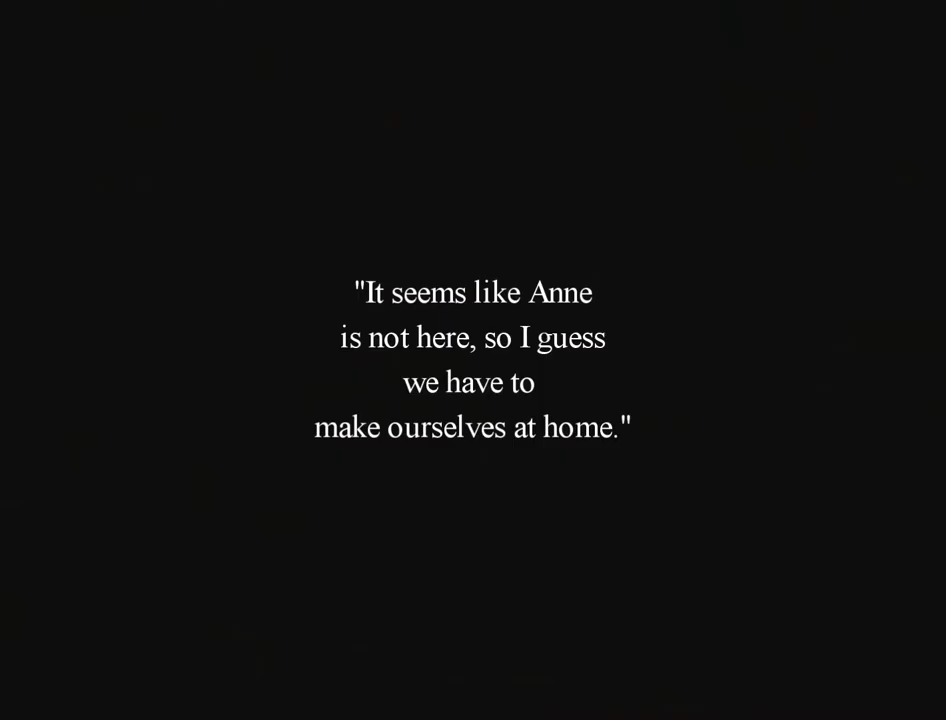 "It seems like Anne
is not here, so I guess
we have to
make ourselves at home."